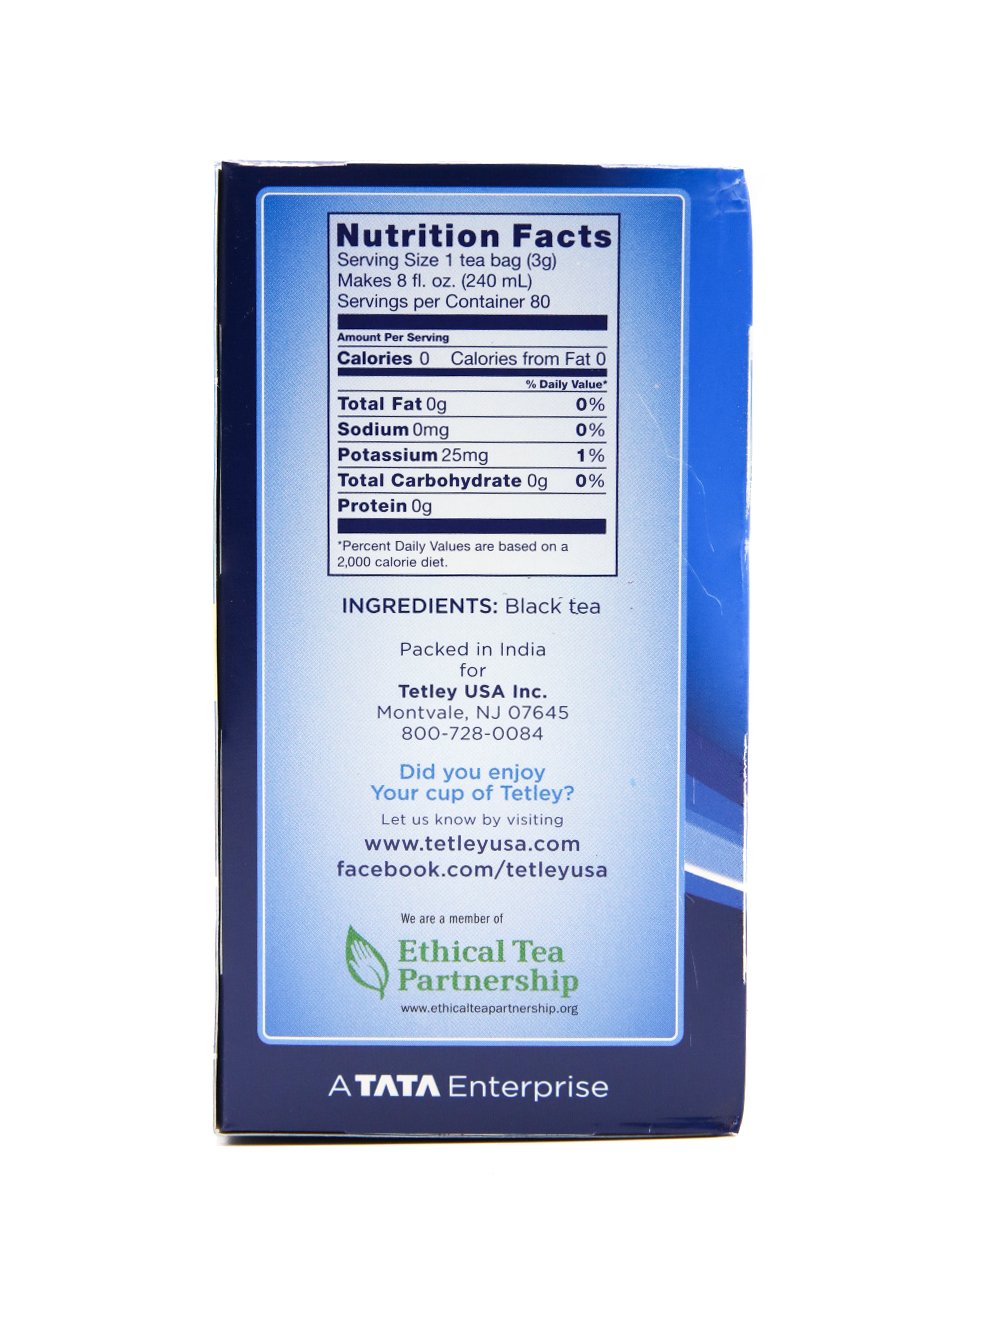 Nutrition Facts
Serving Size 1 tea bag (3g)
Makes 8 fl. oz. (240 mL)
Servings per Container 80
Amount Per Serving
Calories 0 Calories from Fat 0
% Daily Value*
Total Fat 0g 0%
Sodium 0mg 0%
Potassium 25mg 1%
Total Carbohydrate 0g 0%
Protein 0g
*Percent Daily Values are based on a
2,000 calorie diet.
INGREDIENTS: Black tea
Packed in India
for
Tetley USA Inc.
Montvale, NJ 07645
800-728-0084
Did you enjoy
Your cup of Tetley?
Let us know by visiting
www.tetleyusa.com
facebook.com/tetleyusa
We are a member of
Ethical Tea
Partnership
www.ethicalteapartnership.org
A TATA Enterprise